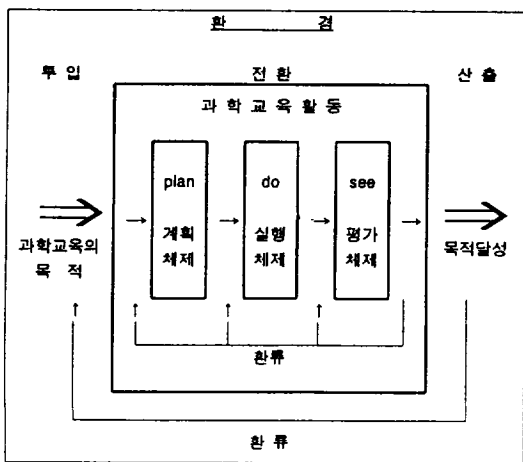 환 경
투 입 전 환 산 출
과 학 교 육 활 동
plan do see
계획 실행 평가
체제 체제 체제
과학교육의 목적달성
목 적
환류
환 류